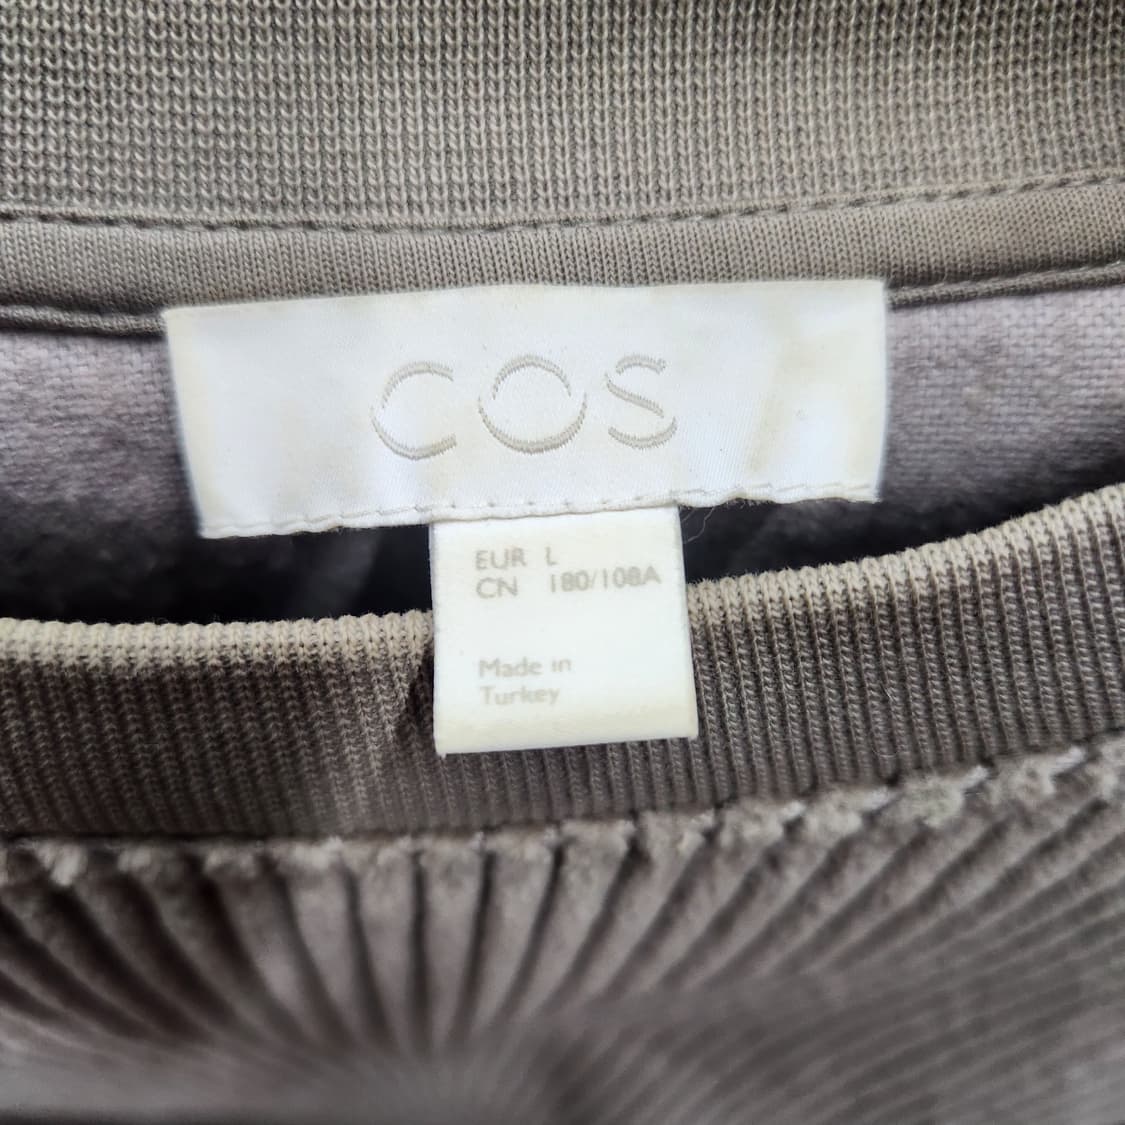 COS
EUR L
CN 180/108A
Made in
Turkey